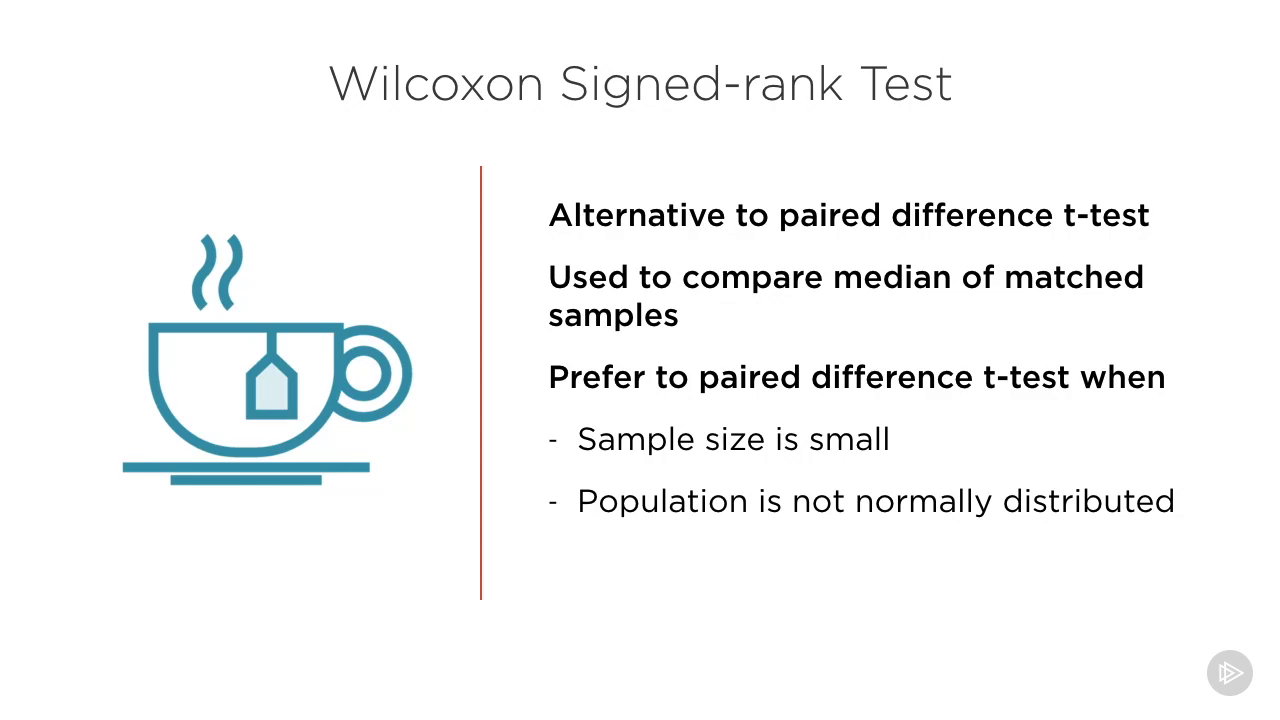 Wilcoxon Signed-rank Test
Alternative to paired difference t-test
Used to compare median of matched
samples
Prefer to paired difference t-test when
- Sample size is small
- Population is not normally distributed